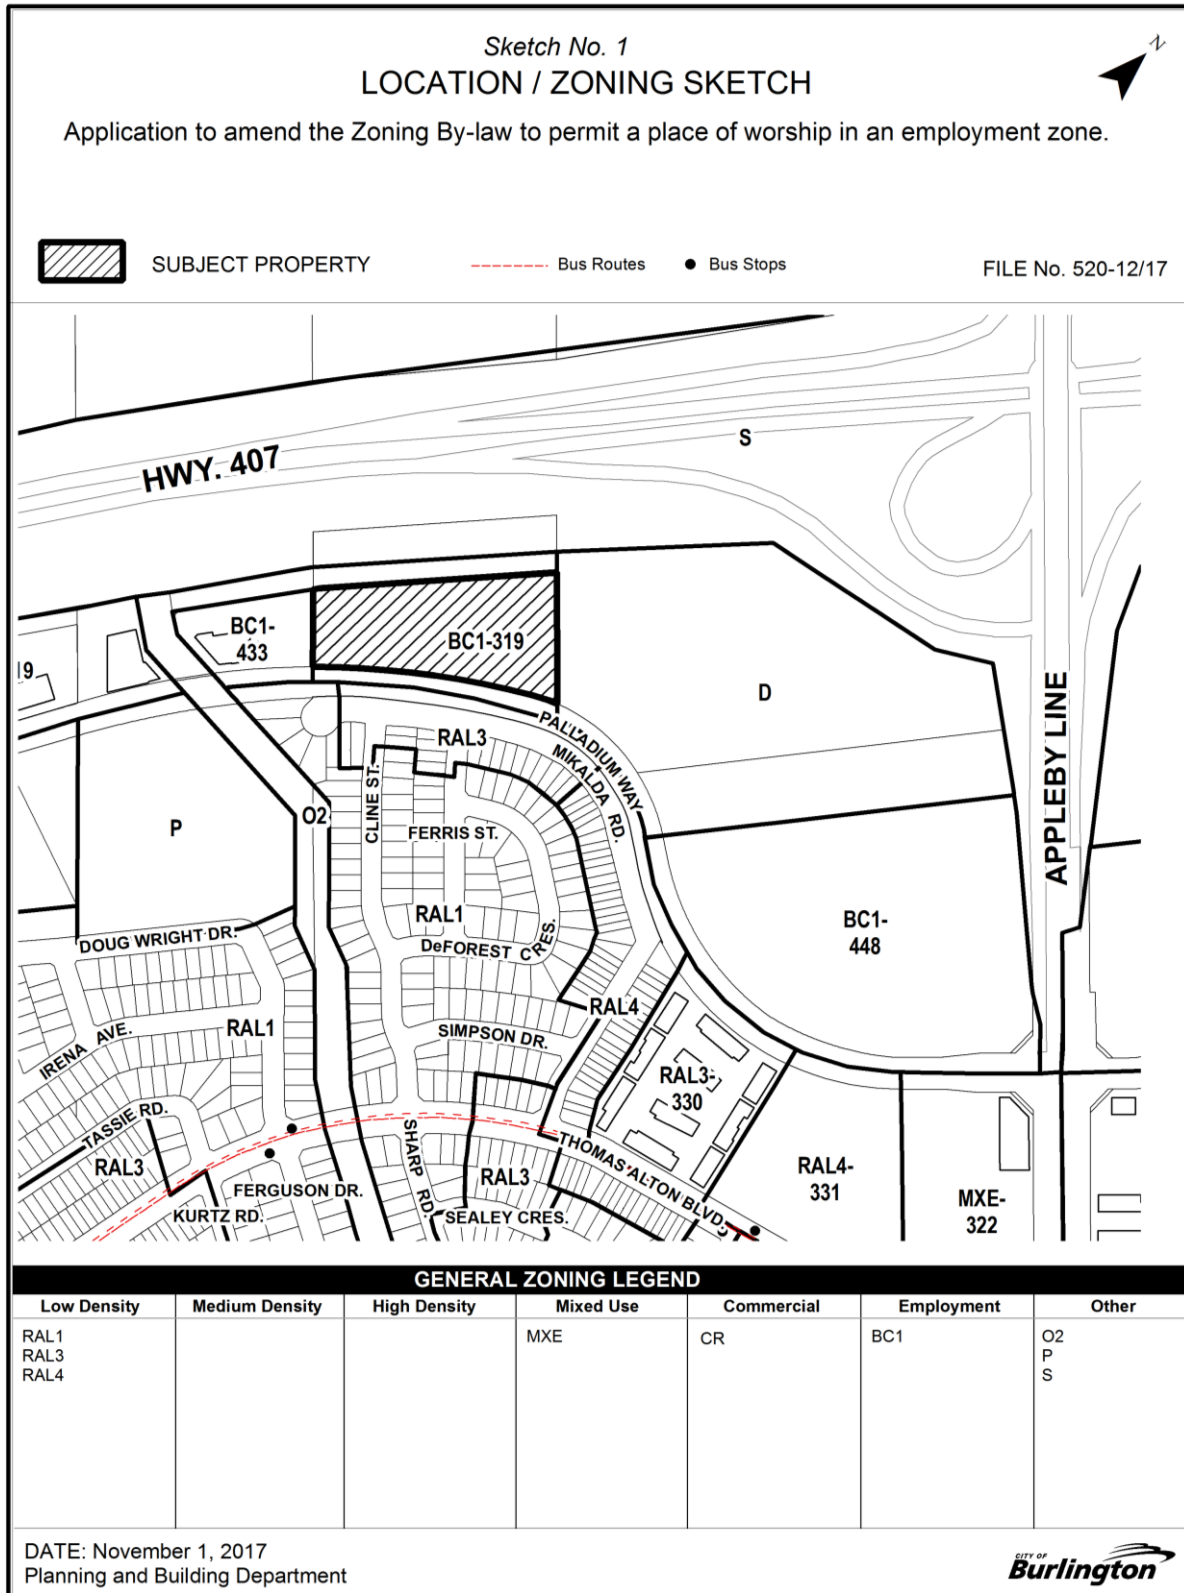 Sketch No. 1
N
LOCATION / ZONING SKETCH
Application to amend the Zoning By-law to permit a place of worship in an employment zone.
SUBJECT PROPERTY
Bus Routes
Bus Stops
FILE No. 520-12/17
S
HWY. 407
BC1-
433
BC1-319
19
D
APPLEBY LINE
PALLADIUM WAY
RAL3
MIKALDA RD.
CLINE ST.
O2
P
FERRIS ST.
RAL1
BC1-
448
DOUG WRIGHT DR.
DeFOREST CRES.
RAL4
RAL1
SIMPSON DR.
IRENA AVE.
RAL3-
330
TASSIE RD.
RAL3
SHARP RD.
THOMAS ALTON BLVD.
RAL3
RAL4-
331
FERGUSON DR.
MXE-
322
KURTZ RD.
SEALEY CRES.
GENERAL ZONING LEGEND
Low Density
Medium Density
High Density
Mixed Use
Commercial
Employment
Other
RAL1
RAL3
RAL4
MXE
CR
BC1
O2
P
S
DATE: November 1, 2017
Planning and Building Department
CITY OF
Burlington